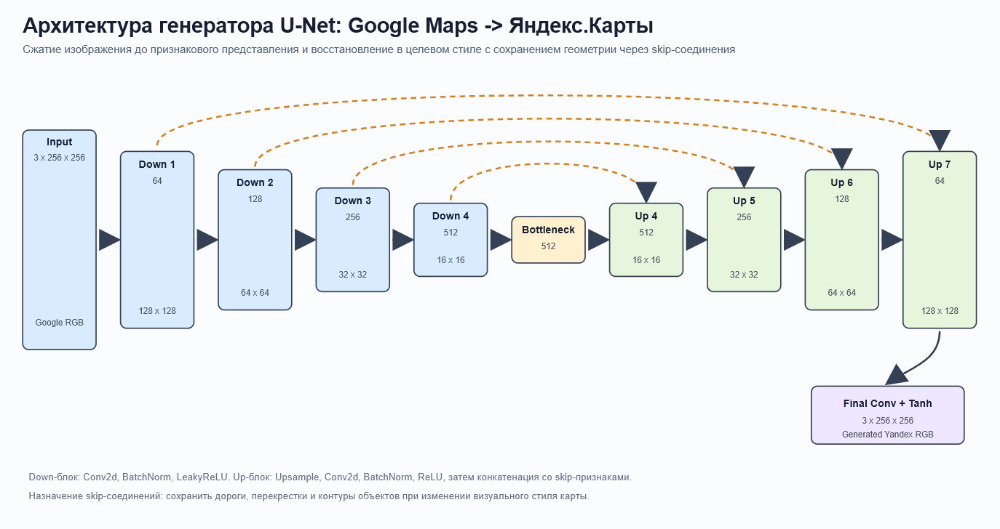 Архитектура генератора U-Net: Google Maps -> Яндекс.Карты
Сжатие изображения до признакового представления и восстановление в целевом стиле с сохранением геометрии через skip-соединения
Input
3 x 256 x 256
Google RGB
Down 1
64
128 x 128
Down 2
128
64 x 64
Down 3
256
32 x 32
Down 4
512
16 x 16
Bottleneck
512
Up 4
512
16 x 16
Up 5
256
32 x 32
Up 6
128
64 x 64
Up 7
64
128 x 128
Final Conv + Tanh
3 x 256 x 256
Generated Yandex RGB
Down-блок: Conv2d, BatchNorm, LeakyReLU. Up-блок: Upsample, Conv2d, BatchNorm, ReLU, затем конкатенация со skip-признаками.
Назначение skip-соединений: сохранить дороги, перекрестки и контуры объектов при изменении визуального стиля карты.